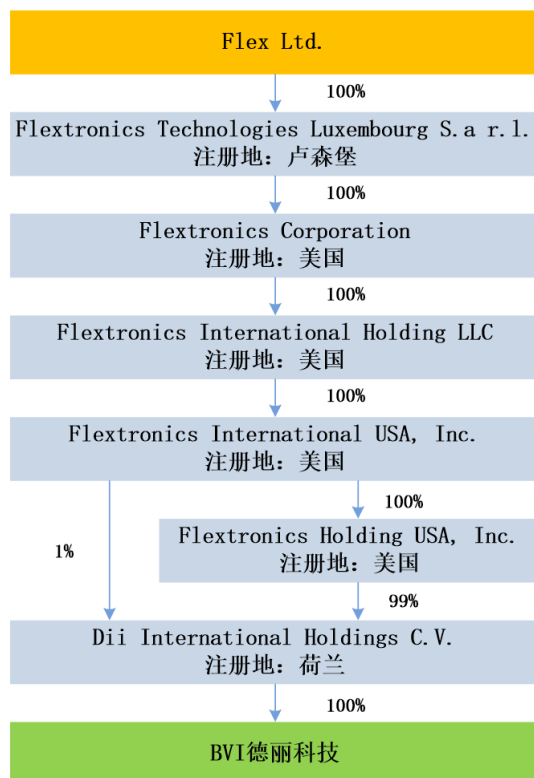 Flex Ltd.
100%
Flextronics Technologies Luxembourg S.a r.l.
注册地：卢森堡
100%
Flextronics Corporation
注册地：美国
100%
Flextronics International Holding LLC
注册地：美国
100%
Flextronics International USA, Inc.
注册地：美国
100%
Flextronics Holding USA, Inc.
注册地：美国
1%
99%
Dii International Holdings C.V.
注册地：荷兰
100%
BVI德丽科技